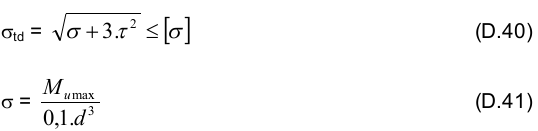 σtd = √σ + 3.τ² ≤ [σ] (D.40)
σ = Mumax / 0,1.d³ (D.41)